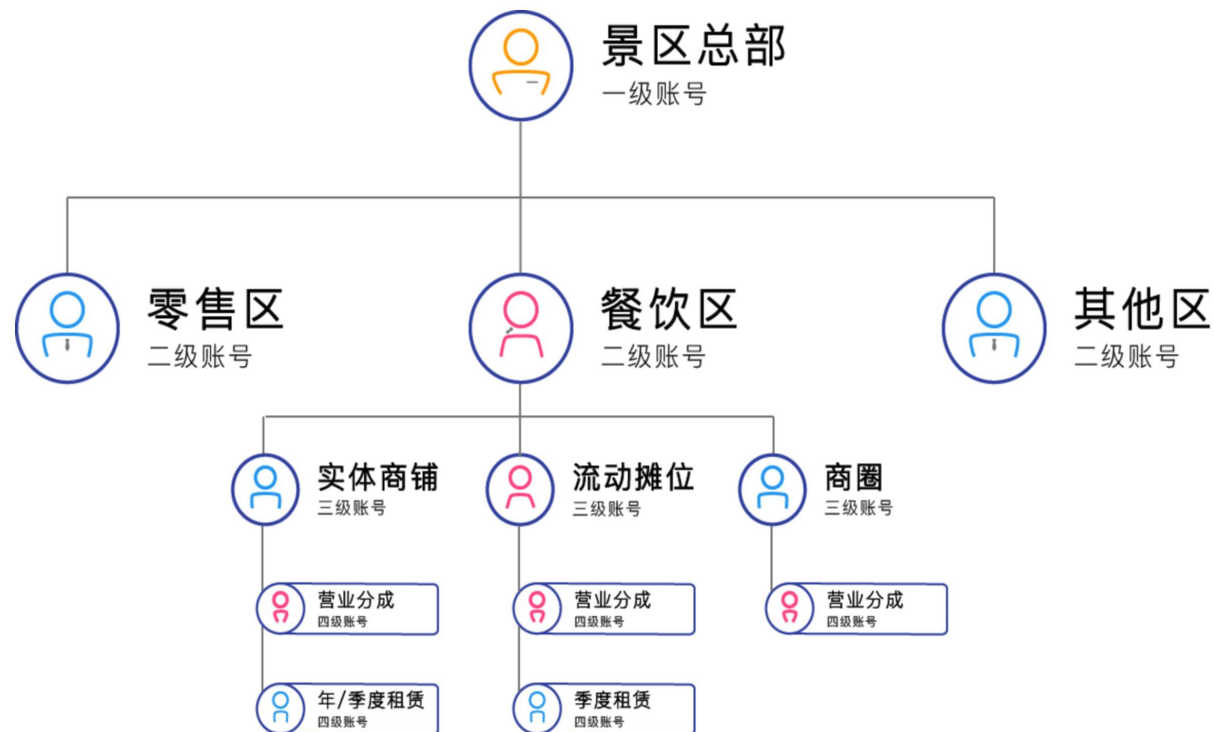 景区总部
一级账号
零售区
二级账号
餐饮区
二级账号
其他区
二级账号
实体商铺
三级账号
流动摊位
三级账号
商圈
三级账号
营业分成
四级账号
营业分成
四级账号
营业分成
四级账号
年/季度租赁
四级账号
季度租赁
四级账号